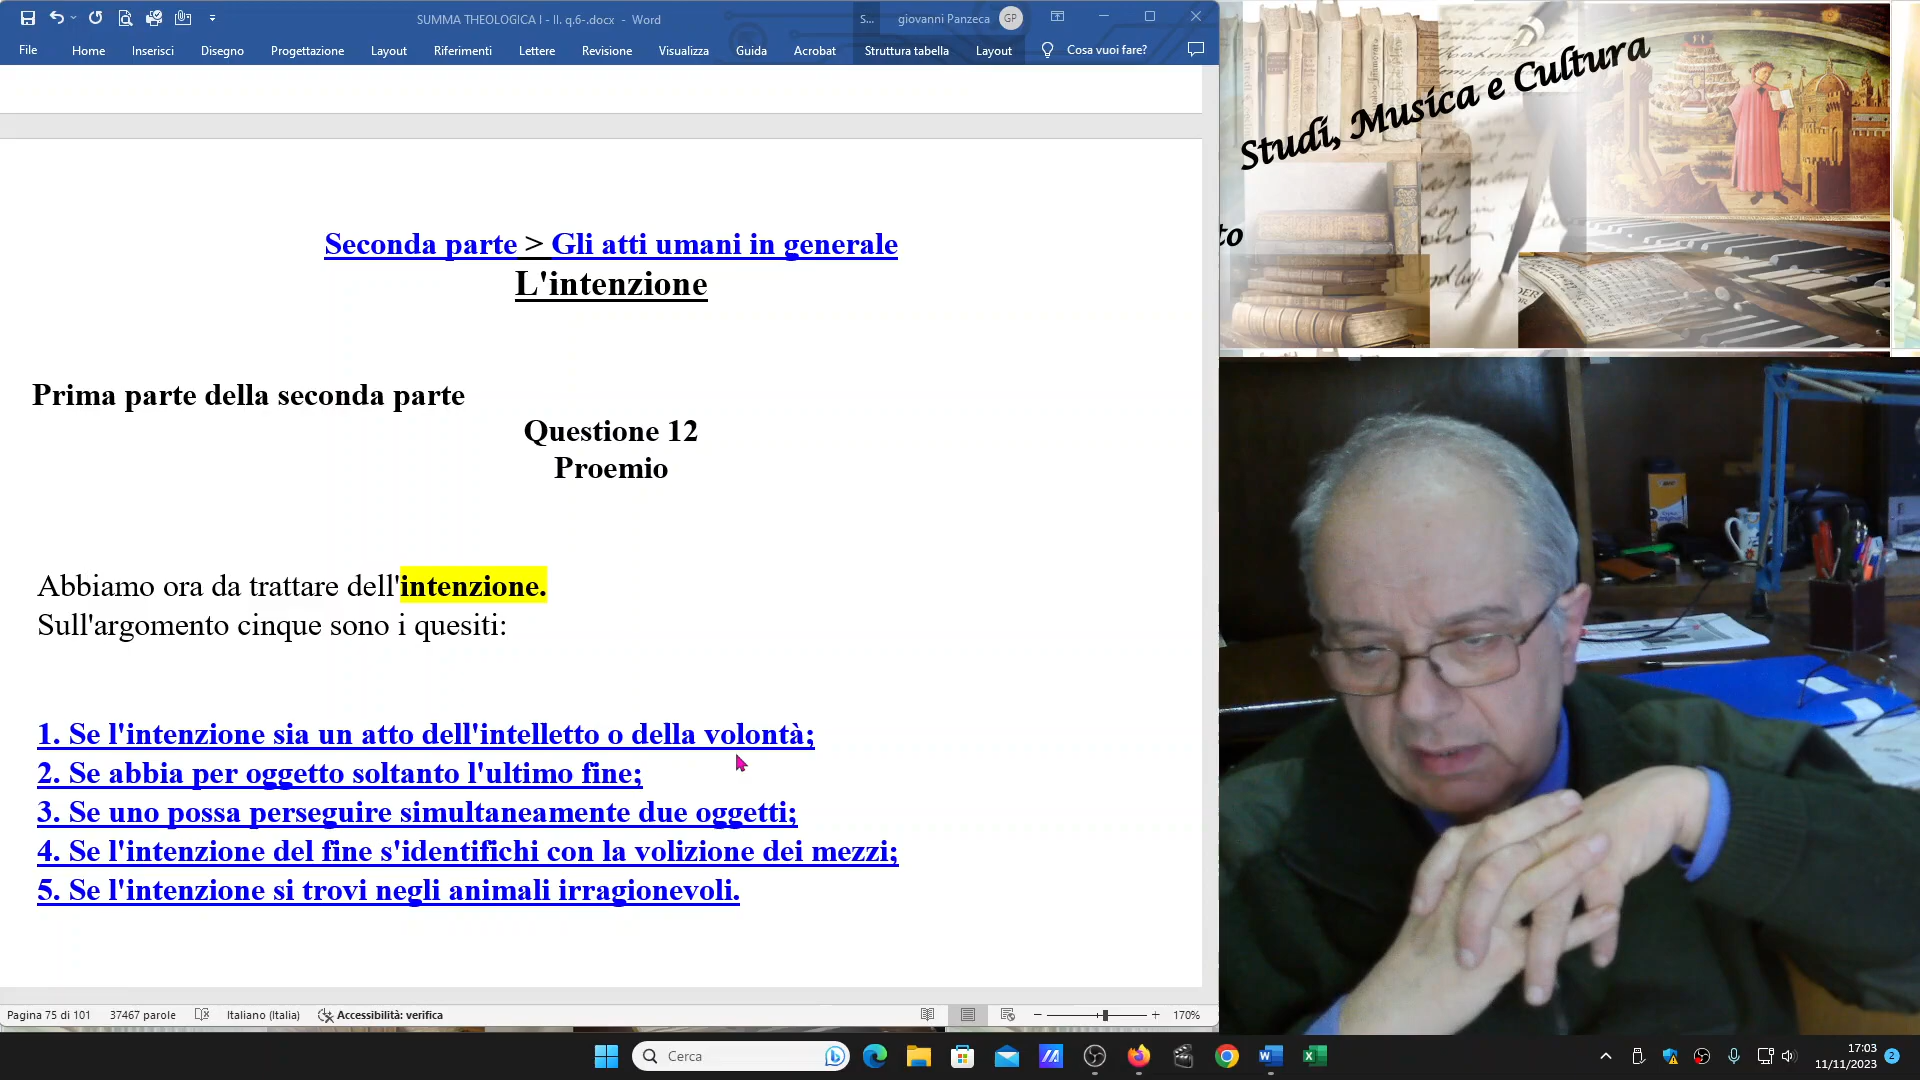 SUMMA THEOLOGICA I - II. q.6-.docx - Word
S...
giovanni Panzeca
GP
File
Home
Inserisci
Disegno
Progettazione
Layout
Riferimenti
Lettere
Revisione
Visualizza
Guida
Acrobat
Struttura tabella
Layout
Cosa vuoi fare?
Studi, Musica e Cultura
to
Seconda parte > Gli atti umani in generale
L'intenzione
Prima parte della seconda parte
Questione 12
Proemio
Abbiamo ora da trattare dell'intenzione.
Sull'argomento cinque sono i quesiti:
1. Se l'intenzione sia un atto dell'intelletto o della volontà;
2. Se abbia per oggetto soltanto l'ultimo fine;
3. Se uno possa perseguire simultaneamente due oggetti;
4. Se l'intenzione del fine s'identifichi con la volizione dei mezzi;
5. Se l'intenzione si trovi negli animali irragionevoli.
Pagina 75 di 101
37467 parole
Italiano (Italia)
Accessibilità: verifica
170%
Cerca
17:03
11/11/2023
2